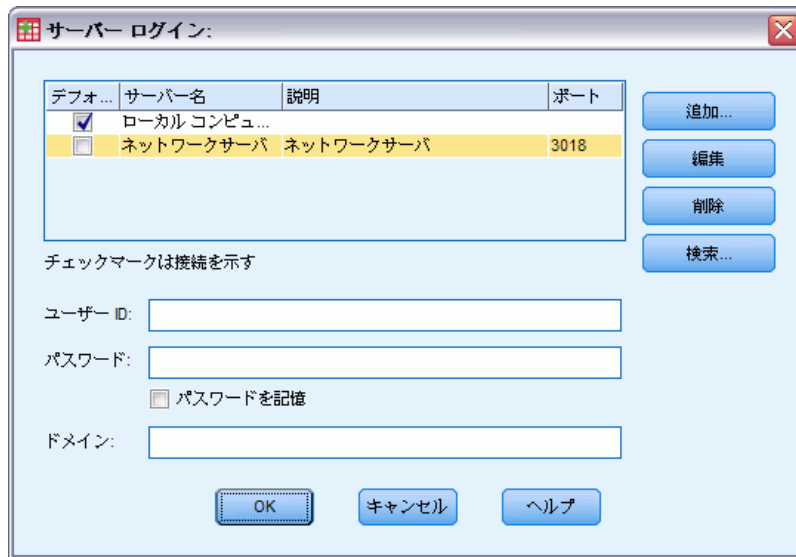 サーバー ログイン:
デフォ... サーバー名 説明 ポート
ローカル コンピュ...
ネットワークサーバ ネットワークサーバ 3018
追加...
編集
削除
検索...
チェックマークは接続を示す
ユーザー ID:
パスワード:
パスワードを記憶
ドメイン:
OK キャンセル ヘルプ